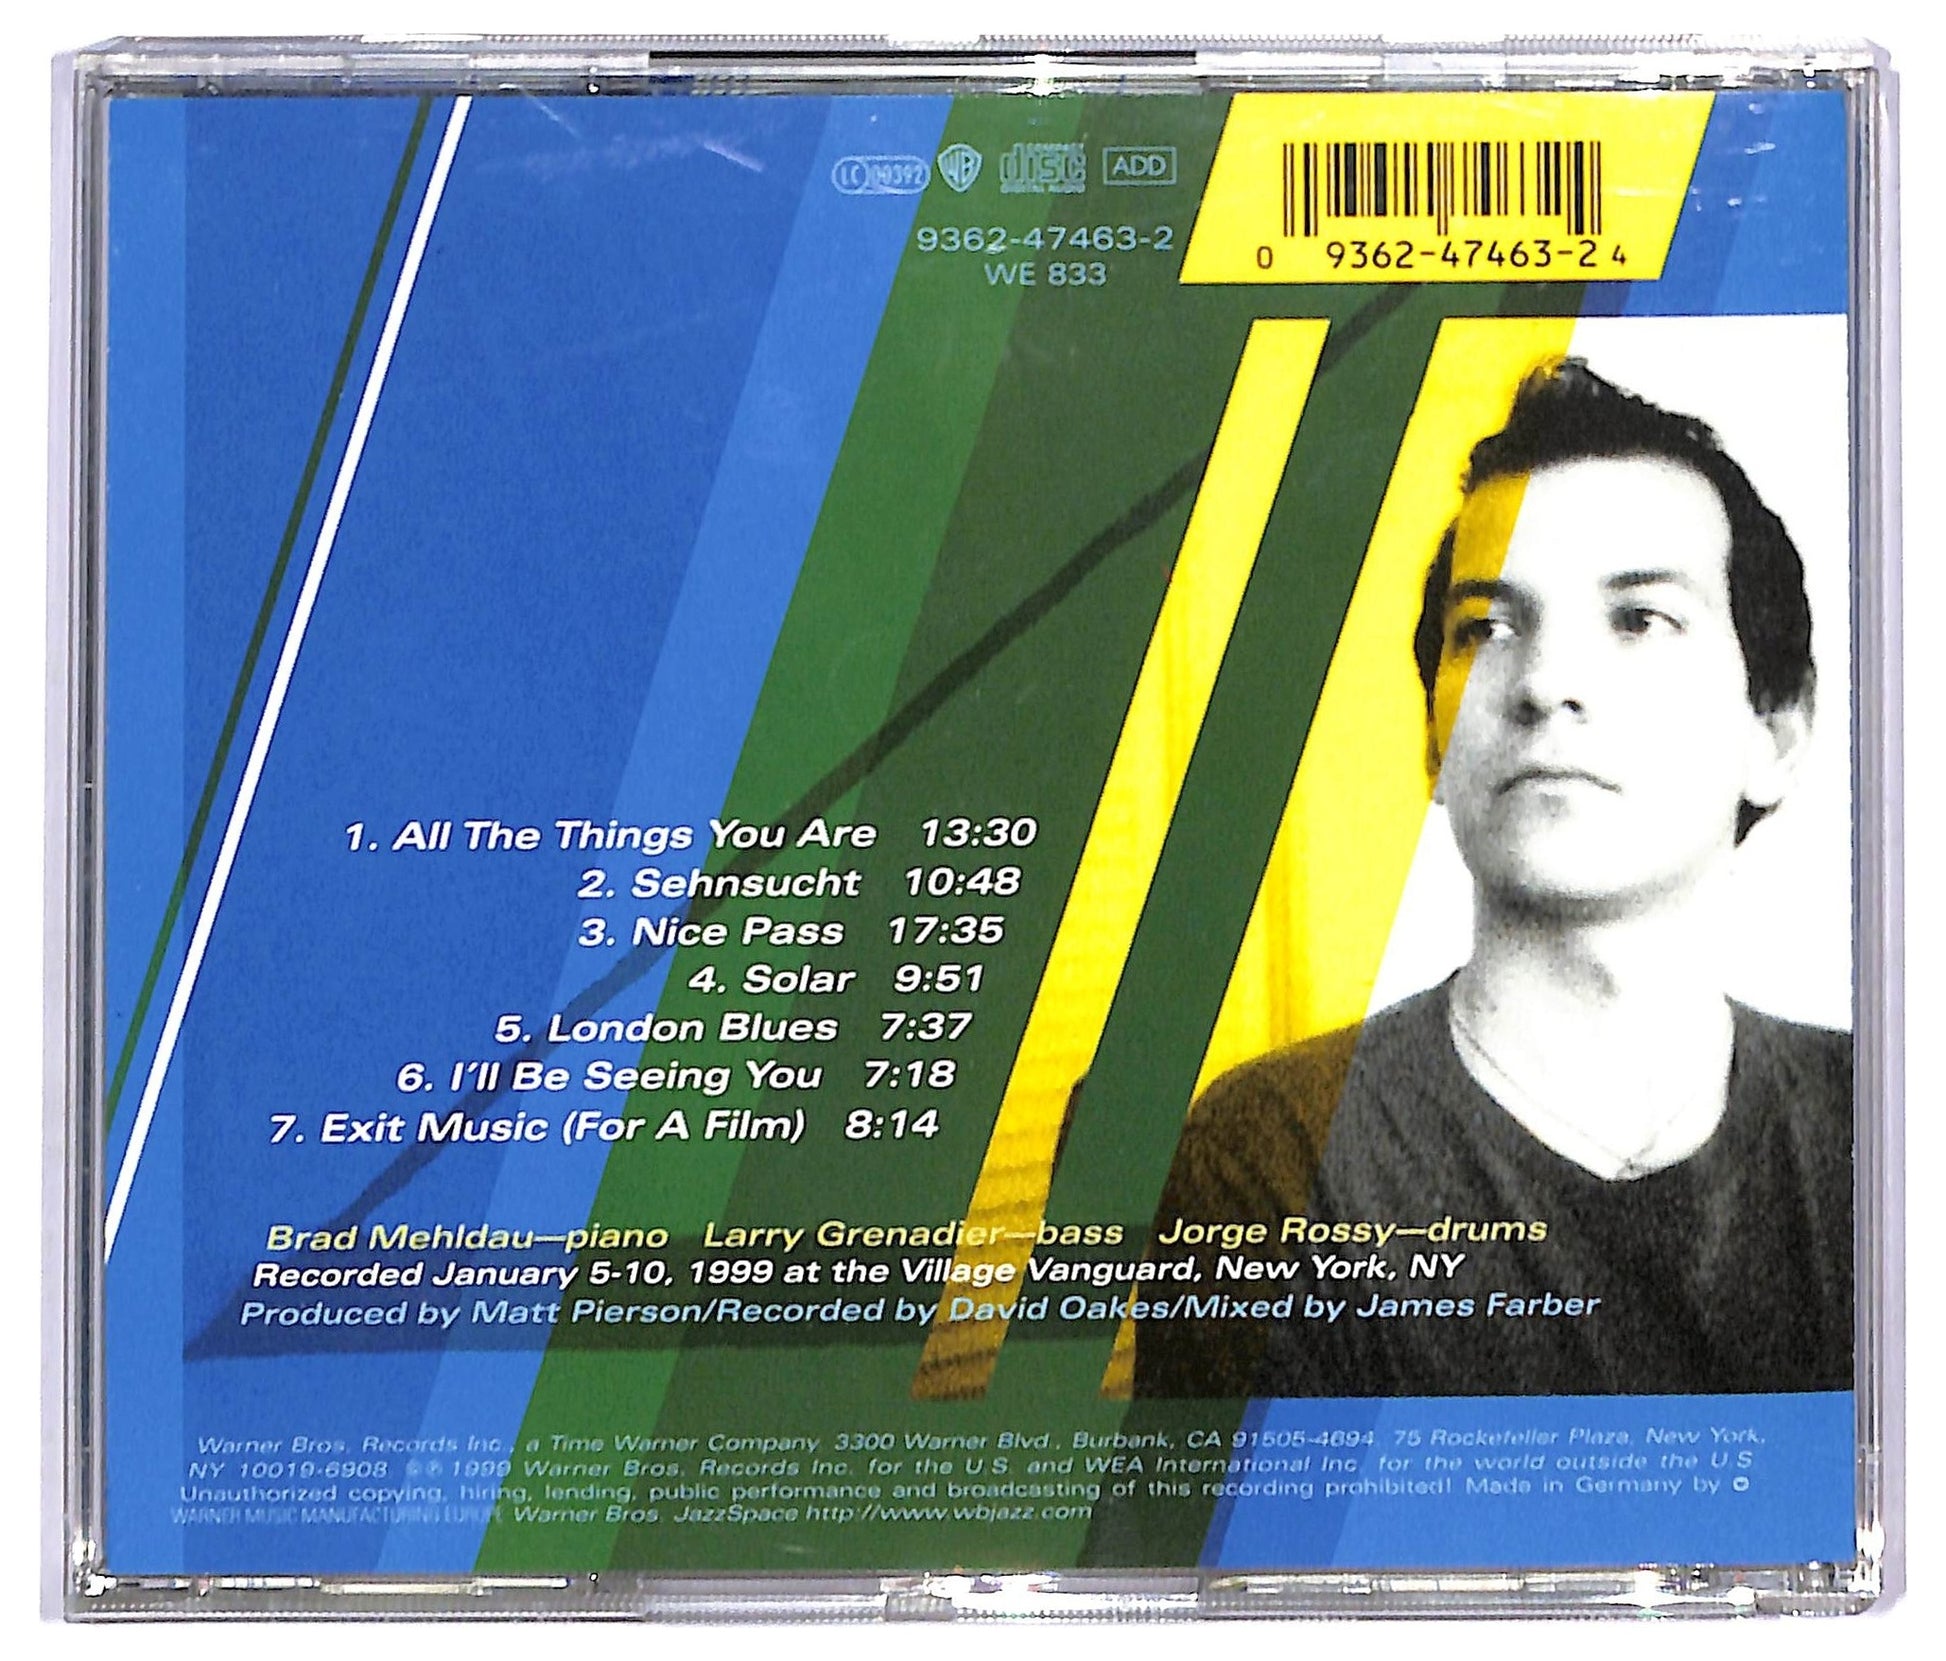 LC 00392 WB COMPACT disc DIGITAL AUDIO ADD
9362-47463-2
WE 833
0 9362-47463-2 4
1. All The Things You Are 13:30
2. Sehnsucht 10:48
3. Nice Pass 17:35
4. Solar 9:51
5. London Blues 7:37
6. I'll Be Seeing You 7:18
7. Exit Music (For A Film) 8:14
Brad Mehldau—piano Larry Grenadier—bass Jorge Rossy—drums
Recorded January 5-10, 1999 at the Village Vanguard, New York, NY
Produced by Matt Pierson/Recorded by David Oakes/Mixed by James Farber
Warner Bros. Records Inc., a Time Warner Company, 3300 Warner Blvd., Burbank, CA 91505-4694, 75 Rockefeller Plaza, New York,
NY 10019-6908 ©℗ 1999 Warner Bros. Records Inc. for the U.S. and WEA International Inc. for the world outside the U.S.
Unauthorized copying, hiring, lending, public performance and broadcasting of this recording prohibited! Made in Germany by
WARNER MUSIC MANUFACTURING EUROPE Warner Bros. JazzSpace http://www.wbjazz.com